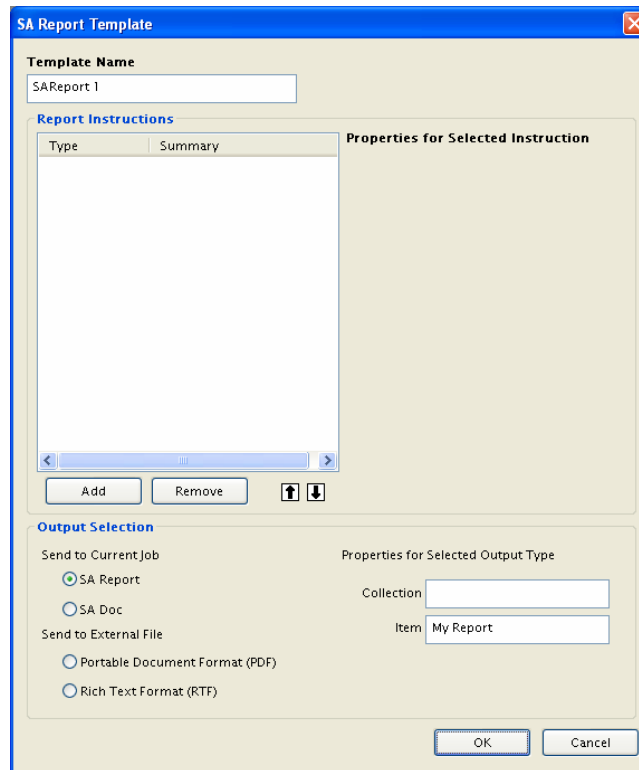 SA Report Template
Template Name
SAReport 1
Report Instructions
Type Summary
Properties for Selected Instruction
Add Remove
Output Selection
Send to Current Job
SA Report
SA Doc
Send to External File
Portable Document Format (PDF)
Rich Text Format (RTF)
Properties for Selected Output Type
Collection
Item My Report
OK Cancel